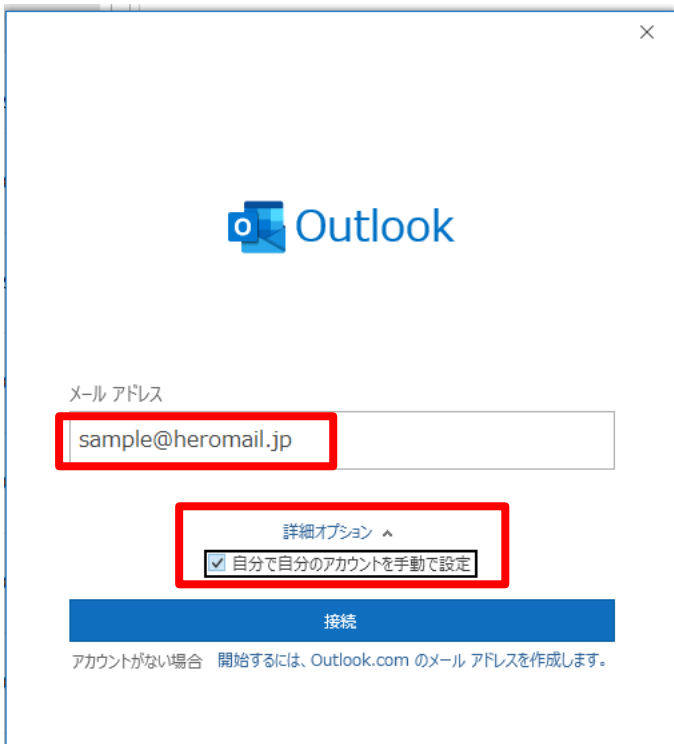 Outlook
メール アドレス
sample@heromail.jp
詳細オプション
自分で自分のアカウントを手動で設定
接続
アカウントがない場合 開始するには、Outlook.com のメール アドレスを作成します。